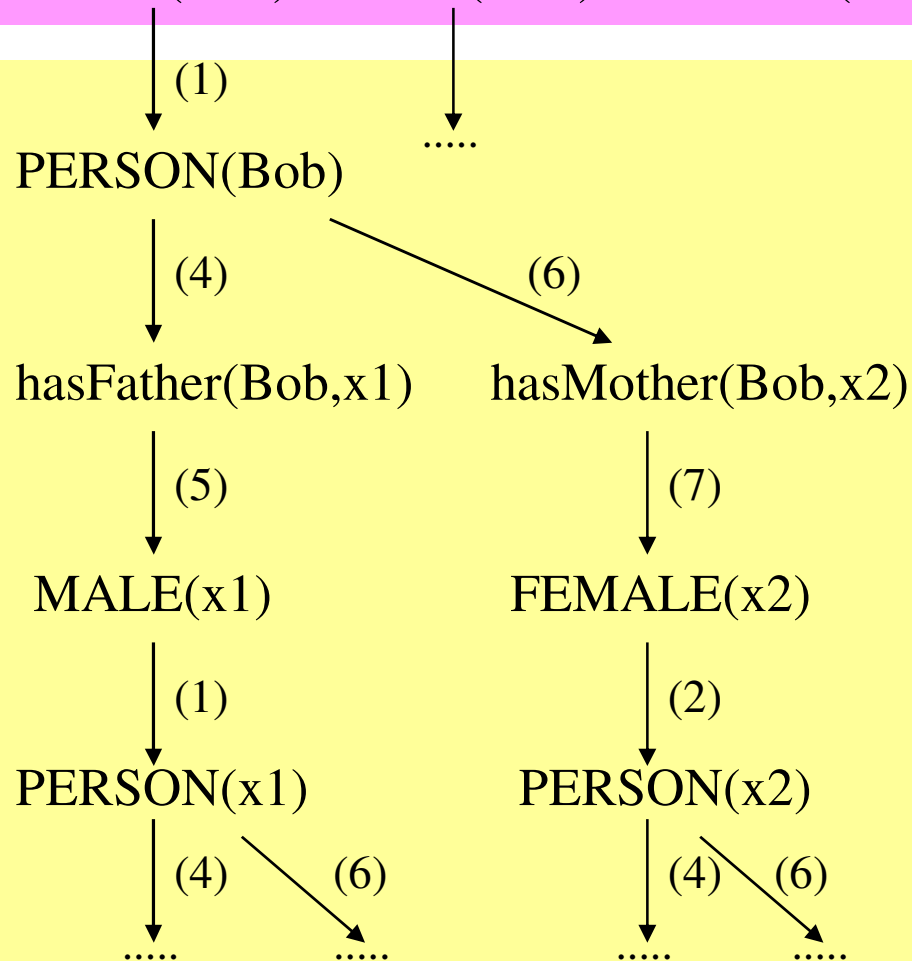 (1)
.....
PERSON(Bob)
(4) (6)
hasFather(Bob,x1) hasMother(Bob,x2)
(5) (7)
MALE(x1) FEMALE(x2)
(1) (2)
PERSON(x1) PERSON(x2)
(4) (6) (4) (6)
..... ..... ..... .....